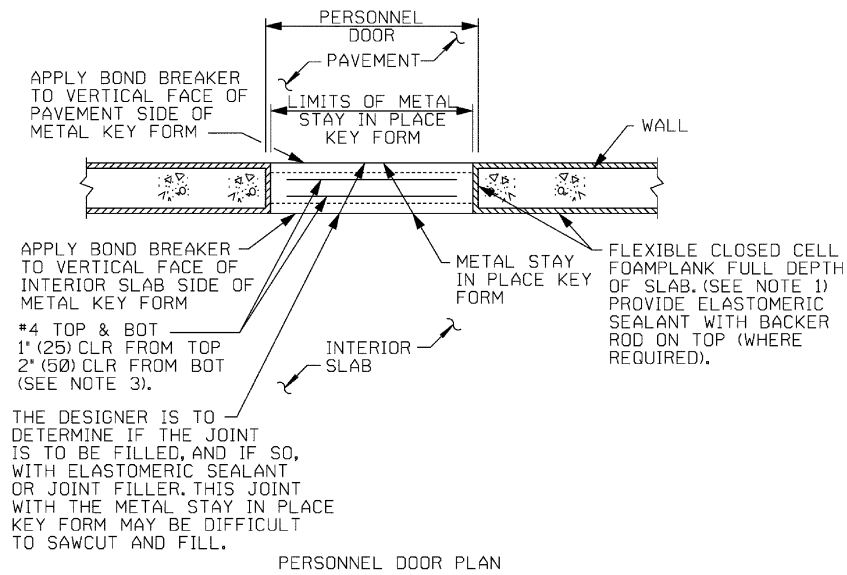 PERSONNEL
DOOR
PAVEMENT
APPLY BOND BREAKER
TO VERTICAL FACE OF
PAVEMENT SIDE OF
METAL KEY FORM
LIMITS OF METAL
STAY IN PLACE
KEY FORM
WALL
APPLY BOND BREAKER
TO VERTICAL FACE OF
INTERIOR SLAB SIDE OF
METAL KEY FORM
METAL STAY
IN PLACE KEY
FORM
FLEXIBLE CLOSED CELL
FOAMPLANK FULL DEPTH
OF SLAB. (SEE NOTE 1)
PROVIDE ELASTOMERIC
SEALANT WITH BACKER
ROD ON TOP (WHERE
REQUIRED).
#4 TOP & BOT
1" (25) CLR FROM TOP
2" (50) CLR FROM BOT
(SEE NOTE 3).
INTERIOR
SLAB
THE DESIGNER IS TO
DETERMINE IF THE JOINT
IS TO BE FILLED, AND IF SO,
WITH ELASTOMERIC SEALANT
OR JOINT FILLER. THIS JOINT
WITH THE METAL STAY IN PLACE
KEY FORM MAY BE DIFFICULT
TO SAWCUT AND FILL.
PERSONNEL DOOR PLAN